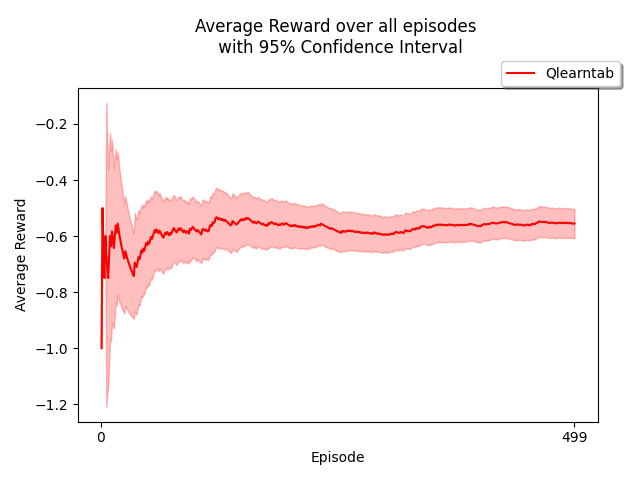 Average Reward over all episodes
with 95% Confidence Interval
Qlearntab
−0.2
−0.4
−0.6
−0.8
−1.0
−1.2
Average Reward
0
499
Episode